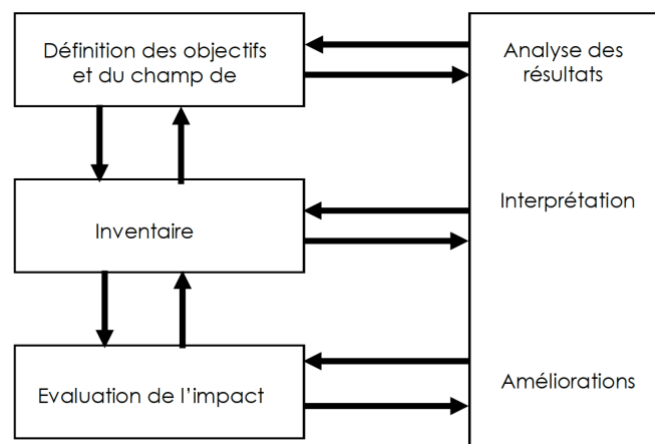 Définition des objectifs
et du champ de
Analyse des
résultats
Inventaire
Interprétation
Evaluation de l'impact
Améliorations